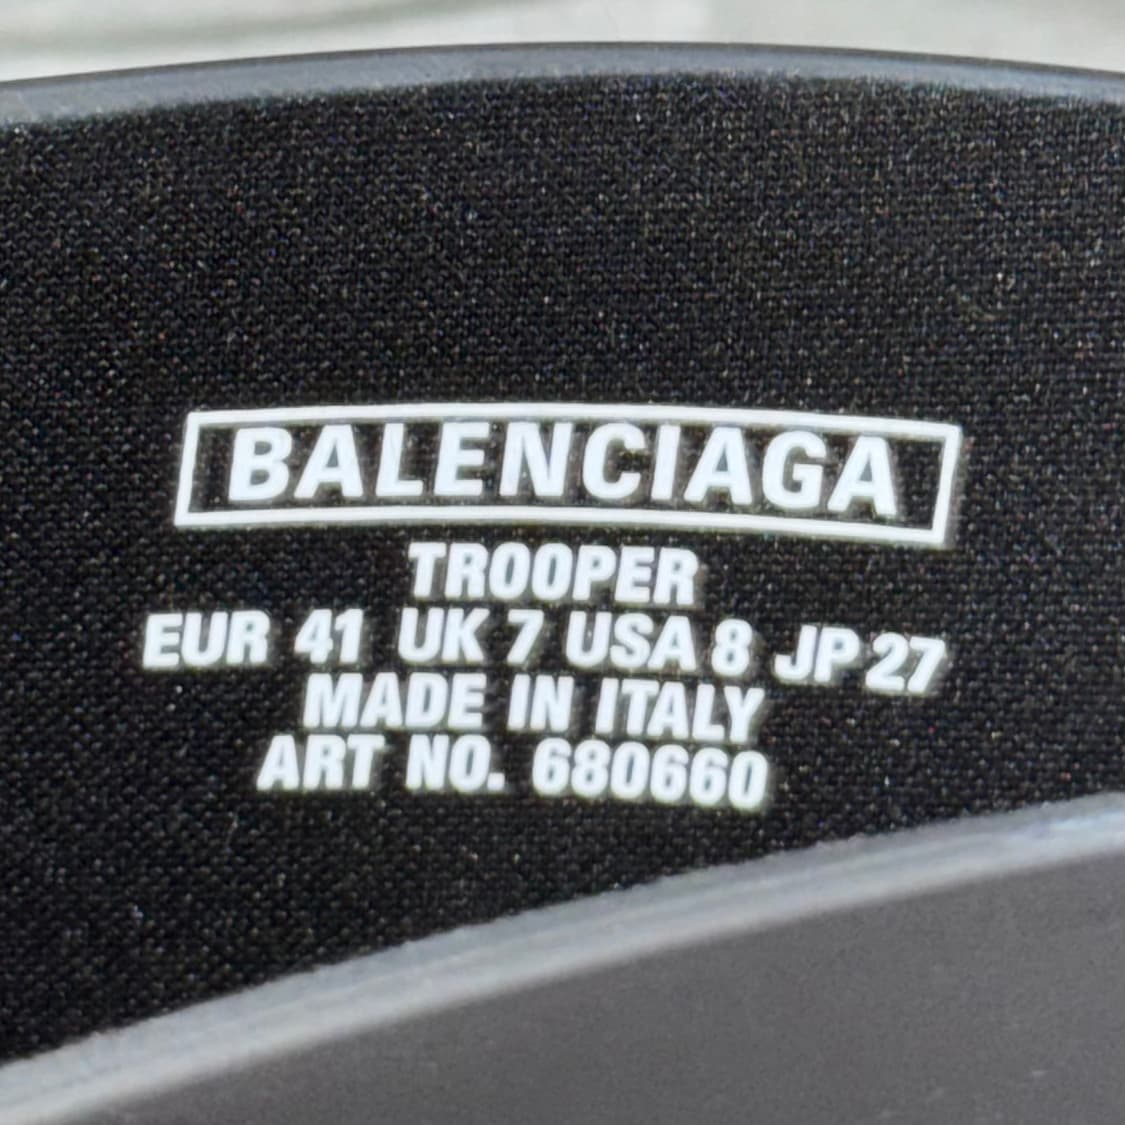 BALENCIAGA
TROOPER
EUR 41 UK 7 USA 8 JP 27
MADE IN ITALY
ART NO. 680660